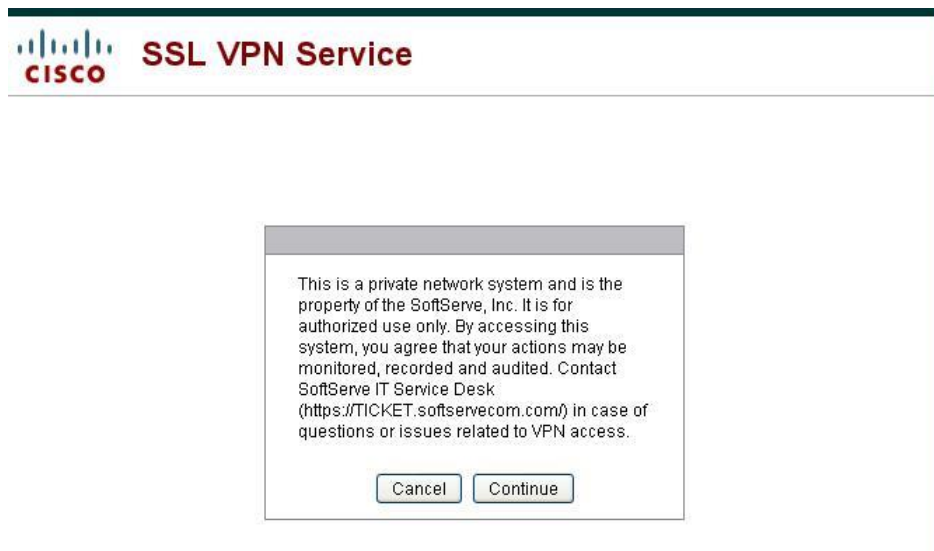 CISCO
SSL VPN Service
This is a private network system and is the
property of the SoftServe, Inc. It is for
authorized use only. By accessing this
system, you agree that your actions may be
monitored, recorded and audited. Contact
SoftServe IT Service Desk
(https://TICKET.softservecom.com/) in case of
questions or issues related to VPN access.
Cancel Continue